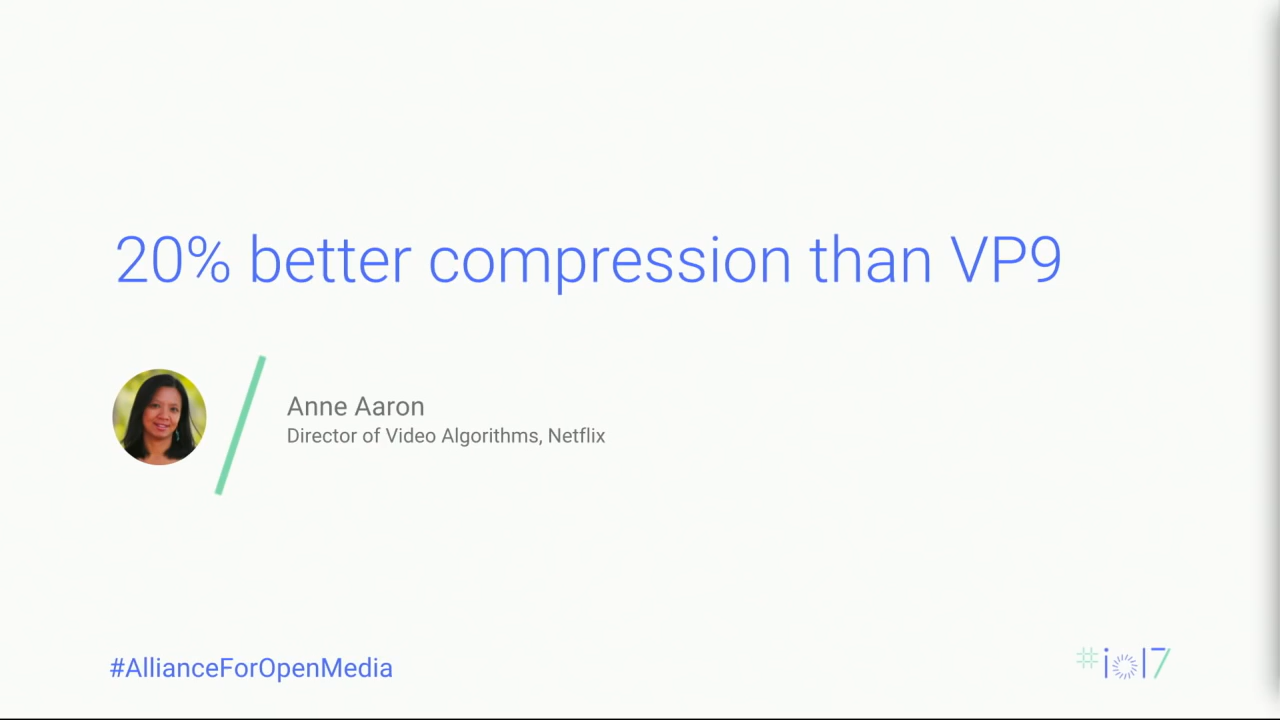 20% better compression than VP9
Anne Aaron
Director of Video Algorithms, Netflix
#AllianceForOpenMedia
#io17